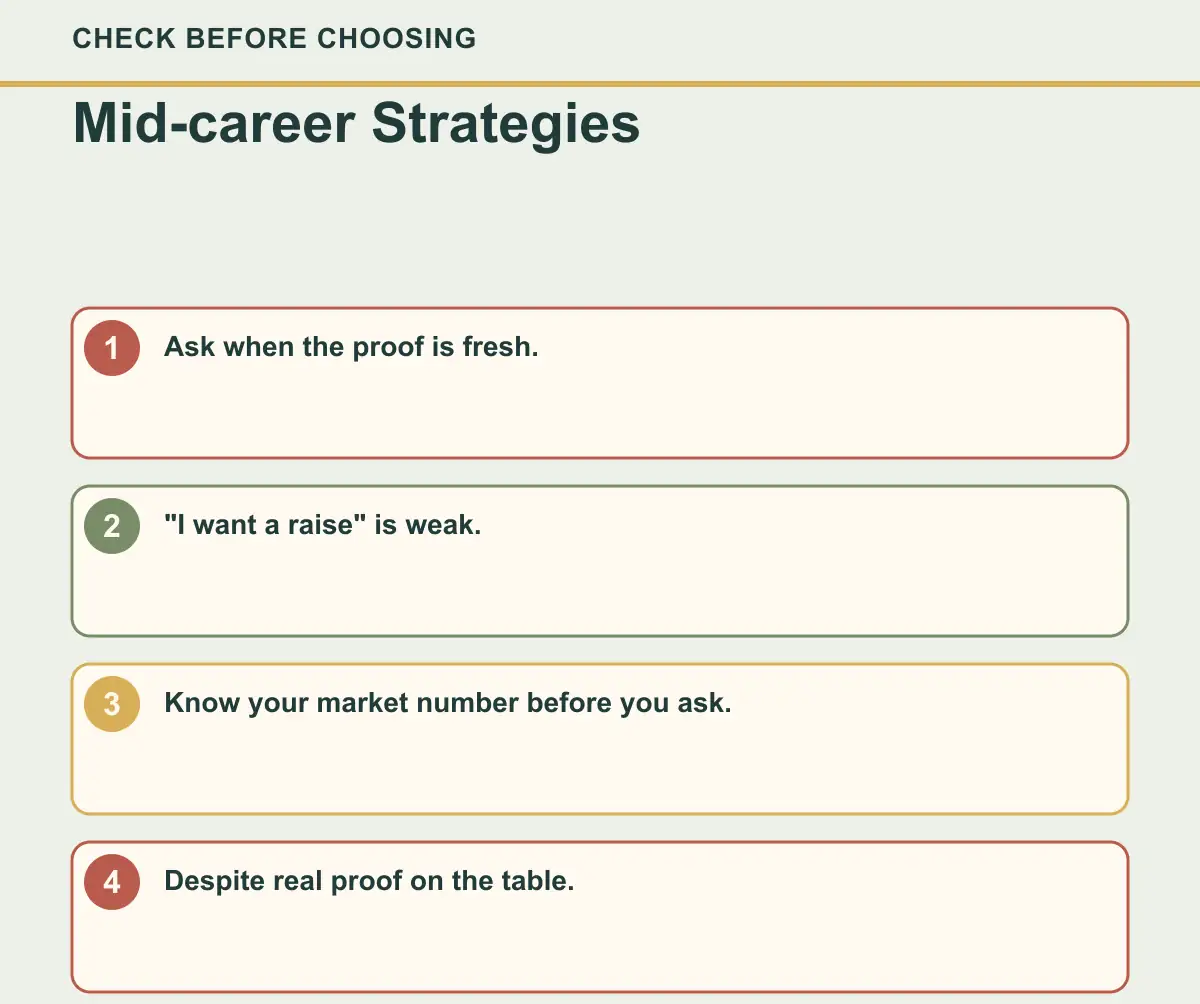 CHECK BEFORE CHOOSING
Mid-career Strategies
1
Ask when the proof is fresh.
2
"I want a raise" is weak.
3
Know your market number before you ask.
4
Despite real proof on the table.